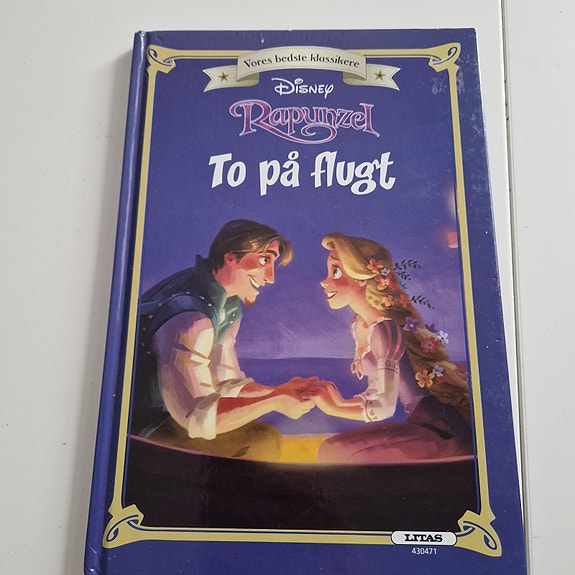 Vores bedste klassikere
Disney
Rapunzel
To på flugt
LITAS
430471